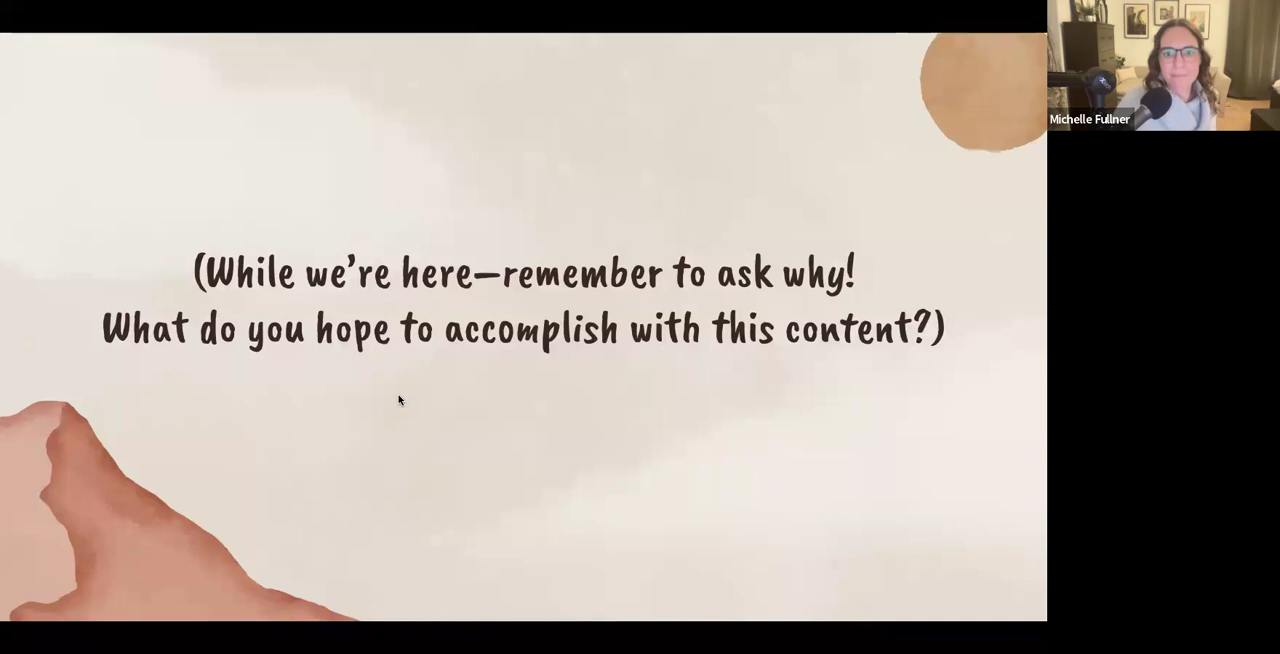 (While we're here—remember to ask why!
What do you hope to accomplish with this content?)
Michelle Fullner